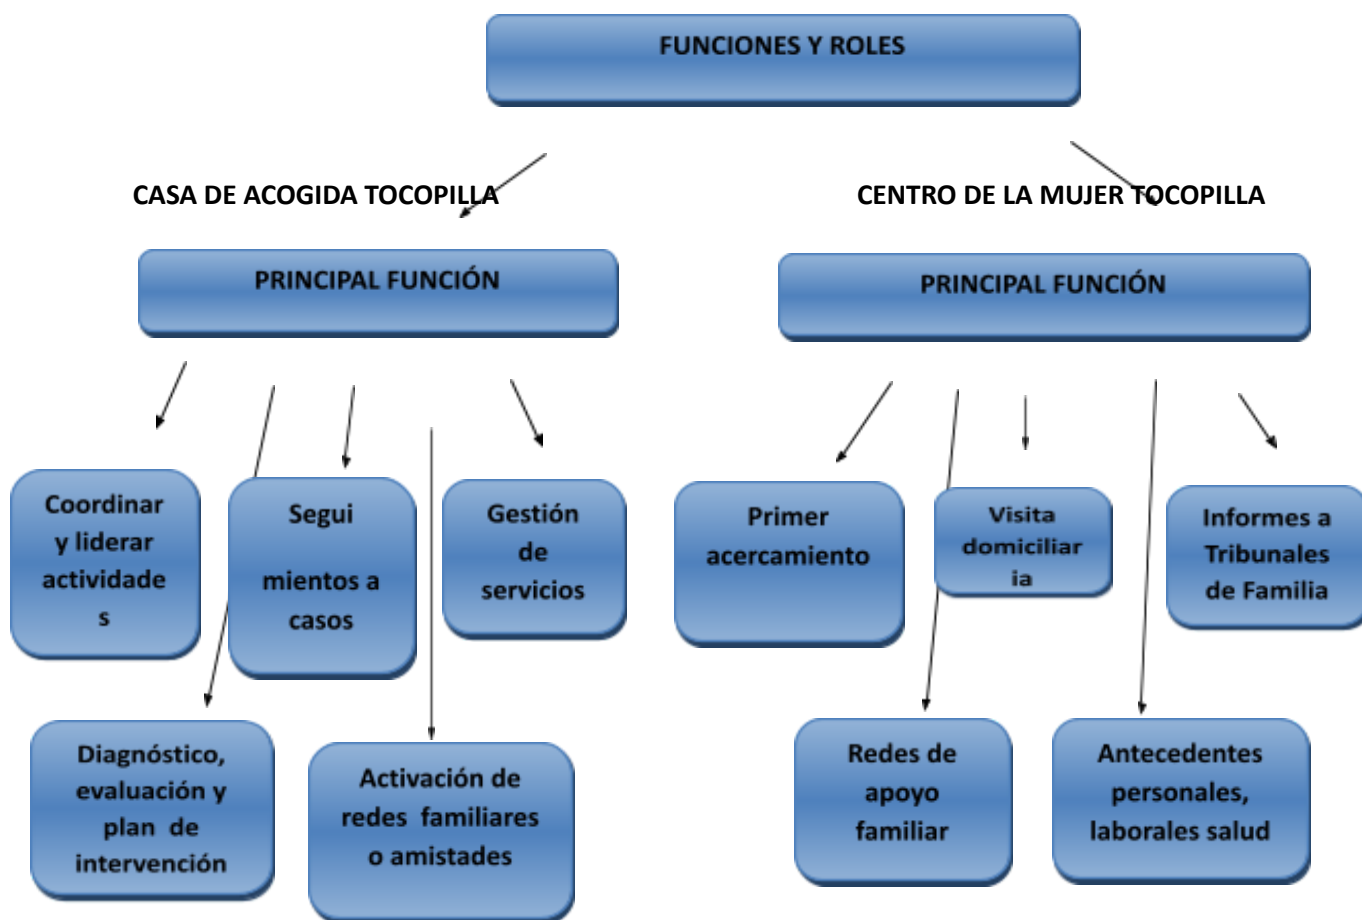 FUNCIONES Y ROLES
CASA DE ACOGIDA TOCOPILLA
CENTRO DE LA MUJER TOCOPILLA
PRINCIPAL FUNCIÓN
PRINCIPAL FUNCIÓN
Coordinar
y liderar
actividade
s
Segui
mientos a
casos
Gestión
de
servicios
Primer
acercamiento
Visita
domiciliar
ia
Informes a
Tribunales
de Familia
Diagnóstico,
evaluación y
plan de
intervención
Activación de
redes familiares
o amistades
Redes de
apoyo
familiar
Antecedentes
personales,
laborales salud